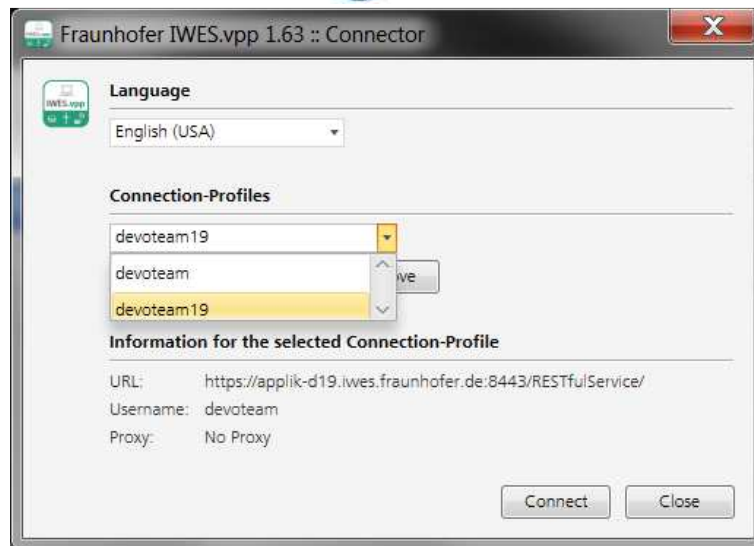 Fraunhofer IWES.vpp 1.63 :: Connector
IWES.vpp
Language
English (USA)
Connection-Profiles
devoteam19
devoteam
devoteam19
Information for the selected Connection-Profile
URL: https://applik-d19.iwes.fraunhofer.de:8443/RESTfulService/
Username: devoteam
Proxy: No Proxy
Connect Close